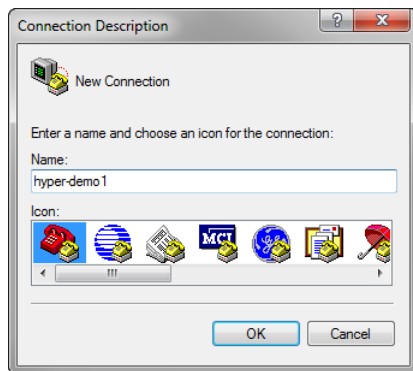 Connection Description
New Connection
Enter a name and choose an icon for the connection:
Name:
hyper-demo1
Icon:
MCI
OK Cancel